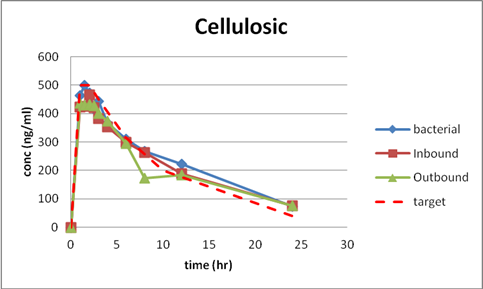 Cellulosic
600
500
400
300
200
100
0
conc (ng/ml)
0 5 10 15 20 25 30
time (hr)
bacterial
Inbound
Outbound
target